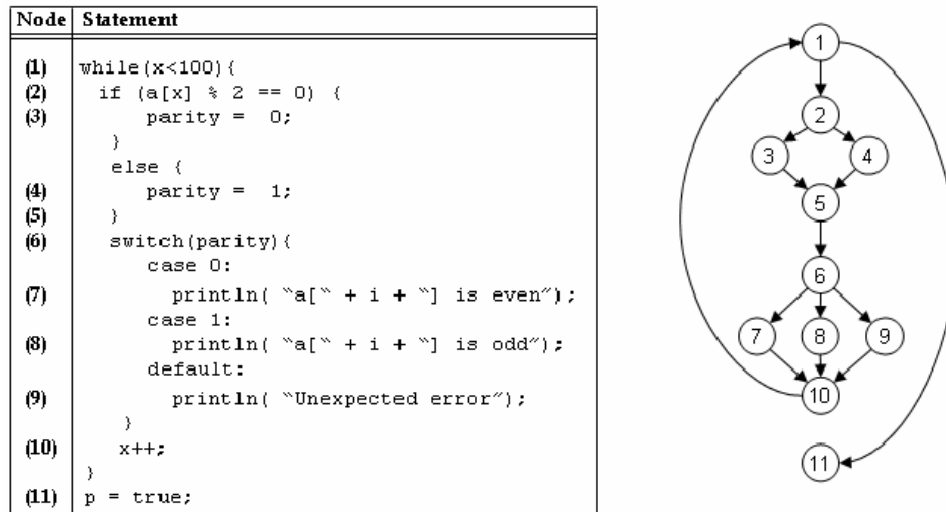 Node Statement
(1) while(x<100){
(2) if (a[x] % 2 == 0) {
(3) parity = 0;
}
else {
(4) parity = 1;
(5) }
(6) switch(parity){
case 0:
(7) println( "a[" + i + "] is even");
case 1:
(8) println( "a[" + i + "] is odd");
default:
(9) println( "Unexpected error");
}
(10) x++;
}
(11) p = true;
1
2
3 4
5
6
7 8 9
10
11